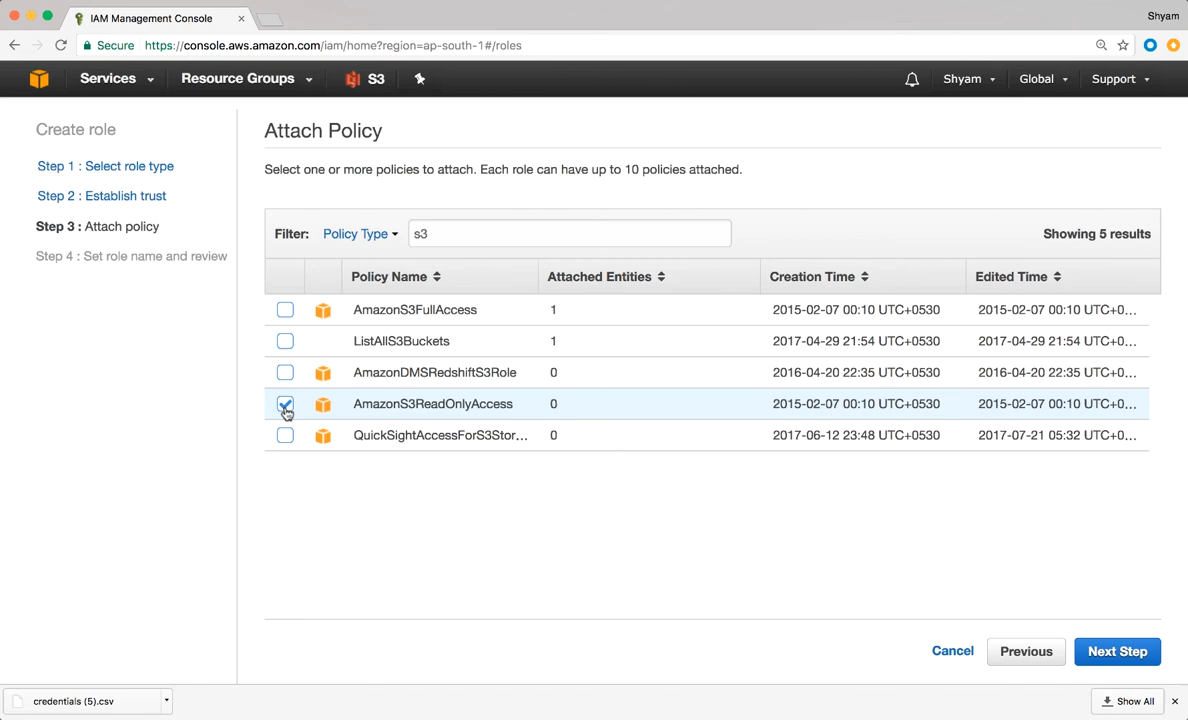 IAM Management Console
Shyam
Secure https://console.aws.amazon.com/iam/home?region=ap-south-1#/roles
Services Resource Groups S3 Shyam Global Support
Create role
Step 1 : Select role type
Step 2 : Establish trust
Step 3 : Attach policy
Step 4 : Set role name and review
Attach Policy
Select one or more policies to attach. Each role can have up to 10 policies attached.
Filter: Policy Type s3 Showing 5 results
Policy Name Attached Entities Creation Time Edited Time
AmazonS3FullAccess 1 2015-02-07 00:10 UTC+0530 2015-02-07 00:10 UTC+0...
ListAllS3Buckets 1 2017-04-29 21:54 UTC+0530 2017-04-29 21:54 UTC+0...
AmazonDMSRedshiftS3Role 0 2016-04-20 22:35 UTC+0530 2016-04-20 22:35 UTC+0...
AmazonS3ReadOnlyAccess 0 2015-02-07 00:10 UTC+0530 2015-02-07 00:10 UTC+0...
QuickSightAccessForS3Stor... 0 2017-06-12 23:48 UTC+0530 2017-07-21 05:32 UTC+0...
Cancel Previous Next Step
credentials (5).csv Show All